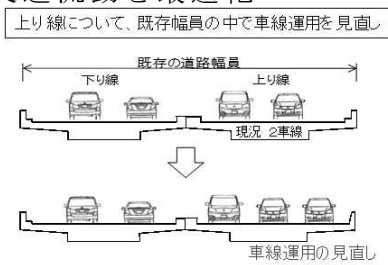 上り線について、既存幅員の中で車線運用を見直し
既存の道路幅員
下り線
上り線
現況 2車線
車線運用の見直し